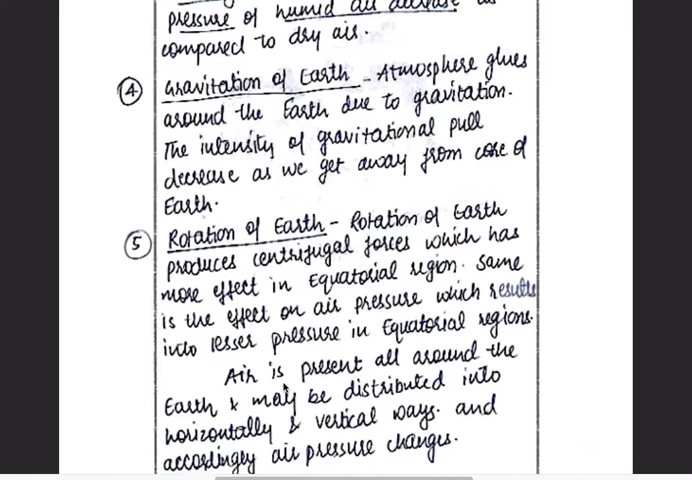 pressure of humid air decrease as
compared to dry air.
④ Gravitation of Earth - Atmosphere glues
around the Earth due to gravitation.
The intensity of gravitational pull
decrease as we get away from core of
Earth.
⑤ Rotation of Earth - Rotation of Earth
produces centrifugal forces which has
more effect in Equatorial region. Same
is the effect on air pressure which results
into lesser pressure in Equatorial regions.
Air is present all around the
Earth & may be distributed into
horizontally & vertical ways. and
accordingly air pressure changes.